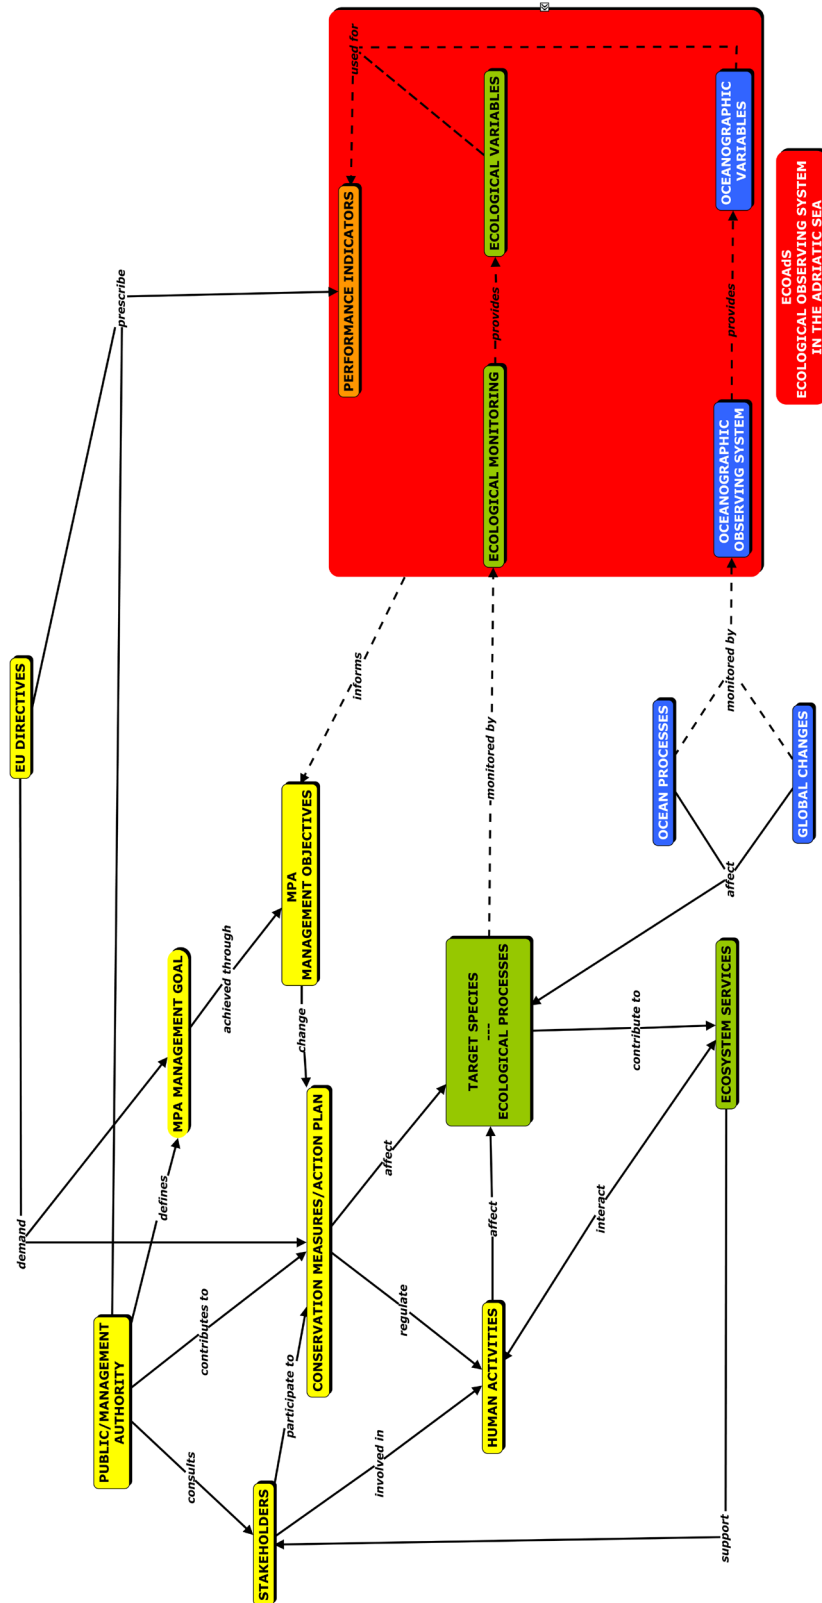 EU DIRECTIVES
demand
PUBLIC/MANAGEMENT
AUTHORITY
prescribe
defines
MPA MANAGEMENT GOAL
consults
contributes to
achieved through
STAKEHOLDERS
participate to
MPA
MANAGEMENT OBJECTIVES
change
CONSERVATION MEASURES/ACTION PLAN
informs
PERFORMANCE INDICATORS
used for
involved in
regulate
affect
HUMAN ACTIVITIES
affect
TARGET SPECIES
---
ECOLOGICAL PROCESSES
monitored by
ECOLOGICAL MONITORING
provides
ECOLOGICAL VARIABLES
interact
contribute to
OCEAN PROCESSES
support
ECOSYSTEM SERVICES
affect
monitored by
OCEANOGRAPHIC
OBSERVING SYSTEM
provides
OCEANOGRAPHIC
VARIABLES
GLOBAL CHANGES
ECOAdS
ECOLOGICAL OBSERVING SYSTEM
IN THE ADRIATIC SEA